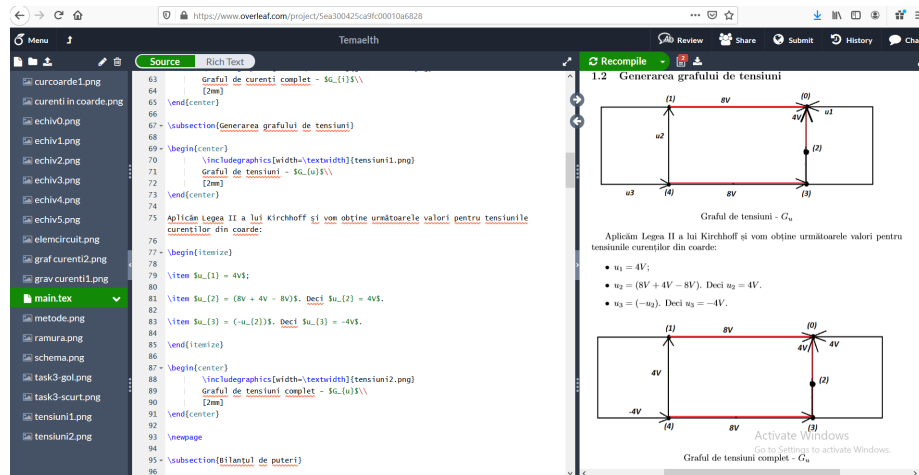 https://www.overleaf.com/project/5ea300425ca9fc00010a6828
Menu
Temaelth
Review
Share
Submit
History
Cha
Source
Rich Text
Recompile
2
curcoarde1.png
curenti in coarde.png
echiv0.png
echiv1.png
echiv2.png
echiv3.png
echiv4.png
echiv5.png
elemcircuit.png
graf curenti2.png
grav curenti1.png
main.tex
metode.png
ramura.png
schema.png
task3-gol.png
task3-scurt.png
tensiuni1.png
tensiuni2.png
63 Graful de curenți complet - $G_{i}$\\
64 [2mm]
65 \end{center}
66
67 \subsection{Generarea grafului de tensiuni}
68
69 \begin{center}
70 \includegraphics[width=\textwidth]{tensiuni1.png}
71 Graful de tensiuni - $G_{u}$\\
72 [2mm]
73 \end{center}
74
75 Aplicăm Legea II a lui Kirchhoff și vom obține următoarele valori pentru tensiunile
curenților din coarde:
76
77 \begin{itemize}
78
79 \item $u_{1} = 4V$;
80
81 \item $u_{2} = (8V + 4V - 8V)$. Deci $u_{2} = 4V$.
82
83 \item $u_{3} = (-u_{2})$. Deci $u_{3} = -4V$.
84
85 \end{itemize}
86
87 \begin{center}
88 \includegraphics[width=\textwidth]{tensiuni2.png}
89 Graful de tensiuni complet - $G_{u}$\\
90 [2mm]
91 \end{center}
92
93 \newpage
94
95 \subsection{Bilanțul de puteri}
96
1.2 Generarea grafului de tensiuni
(1) 8V (0)
4V u1
u2
(2)
u3 (4) 8V (3)
Graful de tensiuni - Gu
Aplicăm Legea II a lui Kirchhoff și vom obține următoarele valori pentru
tensiunile curenților din coarde:
• u1 = 4V;
• u2 = (8V + 4V − 8V). Deci u2 = 4V.
• u3 = (−u2). Deci u3 = −4V.
(1) 8V (0)
4V 4V
4V
(2)
-4V
(4) 8V (3)
Activate Windows
Go to Settings to activate Windows.
Graful de tensiuni complet - Gu